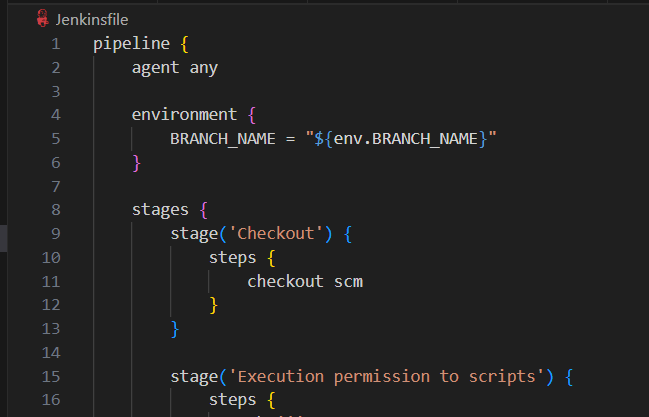 Jenkinsfile
1 pipeline {
2 agent any
3
4 environment {
5 BRANCH_NAME = "${env.BRANCH_NAME}"
6 }
7
8 stages {
9 stage('Checkout') {
10 steps {
11 checkout scm
12 }
13 }
14
15 stage('Execution permission to scripts') {
16 steps {